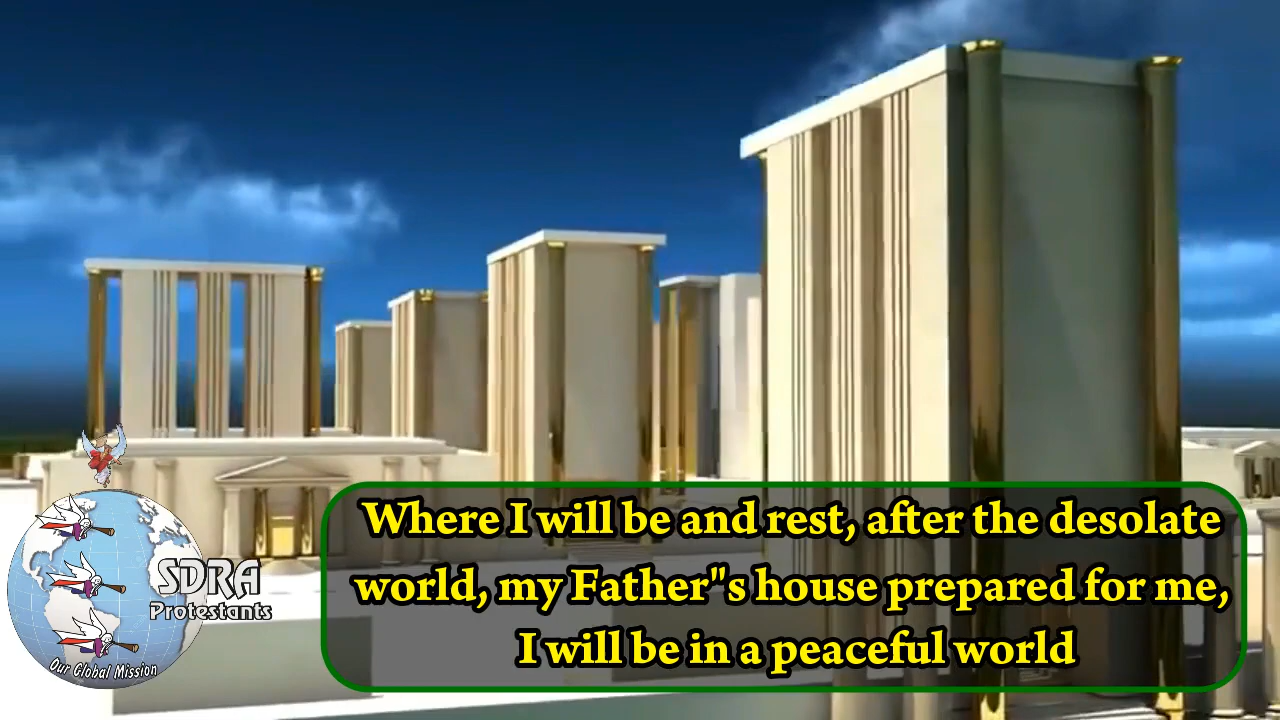 SDRA
Protestants
Our Global Mission
Where I will be and rest, after the desolate
world, my Father"s house prepared for me,
I will be in a peaceful world